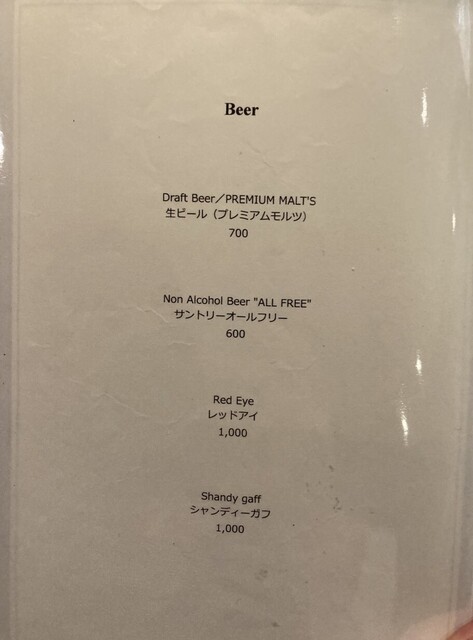 Beer
Draft Beer／PREMIUM MALT'S
生ビール（プレミアムモルツ）
700
Non Alcohol Beer "ALL FREE"
サントリーオールフリー
600
Red Eye
レッドアイ
1,000
Shandy gaff
シャンディーガフ
1,000